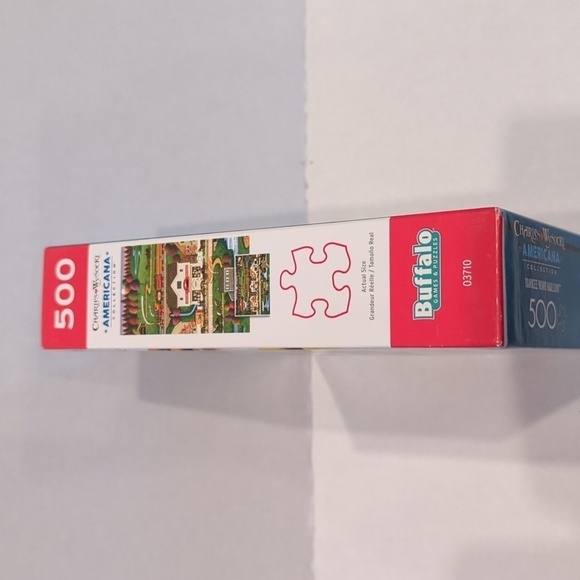 500
CHARLES WYSOCKI
AMERICANA
COLLECTION
Actual Size
Grandeur Réelle / Tamaño Real
Buffalo
GAMES & PUZZLES
03710
CHARLES WYSOCKI
AMERICANA
COLLECTION
500